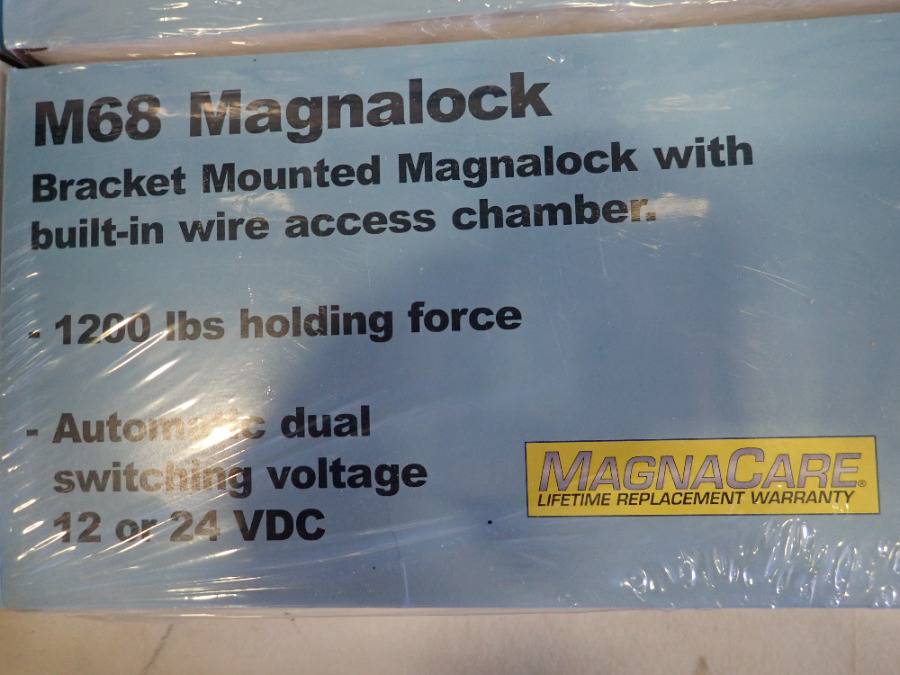 M68 Magnalock
Bracket Mounted Magnalock with
built-in wire access chamber.
- 1200 lbs holding force
- Automatic dual
switching voltage
12 or 24 VDC
MAGNACARE®
LIFETIME REPLACEMENT WARRANTY